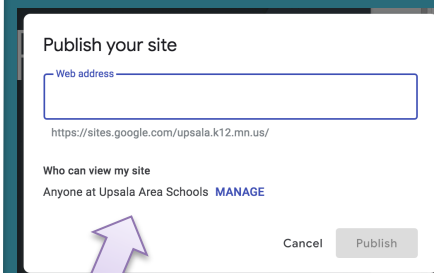 Publish your site
Web address
https://sites.google.com/upsala.k12.mn.us/
Who can view my site
Anyone at Upsala Area Schools MANAGE
Cancel Publish